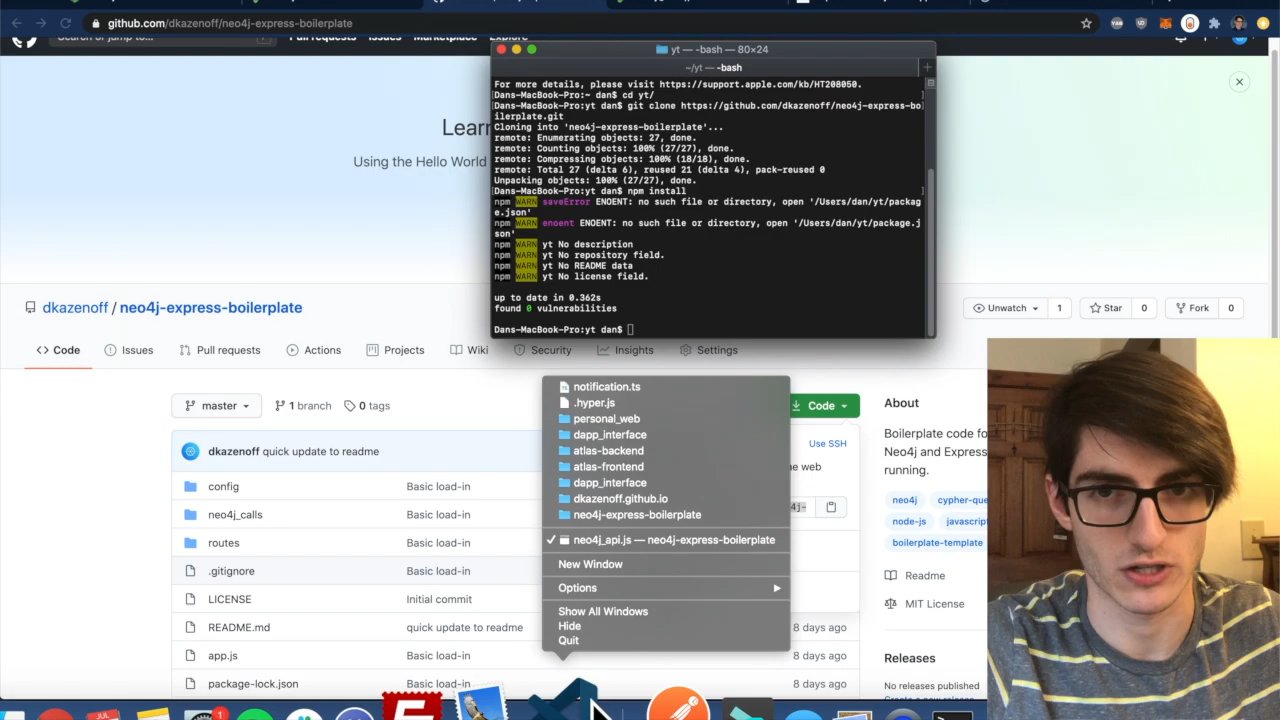 github.com/dkazenoff/neo4j-express-boilerplate
Pull requests Issues Marketplace Explore
yt — -bash — 80×24
~/yt — -bash
For more details, please visit https://support.apple.com/kb/HT208050.
[Dans-MacBook-Pro:~ dan$ cd yt/ ]
[Dans-MacBook-Pro:yt dan$ git clone https://github.com/dkazenoff/neo4j-express-bo]
ilerplate.git
Cloning into 'neo4j-express-boilerplate'...
remote: Enumerating objects: 27, done.
remote: Counting objects: 100% (27/27), done.
remote: Compressing objects: 100% (18/18), done.
remote: Total 27 (delta 6), reused 21 (delta 4), pack-reused 0
Unpacking objects: 100% (27/27), done.
[Dans-MacBook-Pro:yt dan$ npm install ]
npm WARN saveError ENOENT: no such file or directory, open '/Users/dan/yt/packag
e.json'
npm WARN enoent ENOENT: no such file or directory, open '/Users/dan/yt/package.j
son'
npm WARN yt No description
npm WARN yt No repository field.
npm WARN yt No README data
npm WARN yt No license field.
up to date in 0.362s
found 0 vulnerabilities
Dans-MacBook-Pro:yt dan$
Learn
Using the Hello World
dkazenoff / neo4j-express-boilerplate
Unwatch 1 Star 0 Fork 0
Code Issues Pull requests Actions Projects Wiki Security Insights Settings
master 1 branch 0 tags
Code
Use SSH
e web
4j-
dkazenoff quick update to readme
config Basic load-in
neo4j_calls Basic load-in
routes Basic load-in
.gitignore Basic load-in
LICENSE Initial commit
README.md quick update to readme 8 days ago
app.js Basic load-in 8 days ago
package-lock.json Basic load-in 8 days ago
notification.ts
.hyper.js
personal_web
dapp_interface
atlas-backend
atlas-frontend
dapp_interface
dkazenoff.github.io
neo4j-express-boilerplate
neo4j_api.js — neo4j-express-boilerplate
New Window
Options
Show All Windows
Hide
Quit
About
Boilerplate code fo
Neo4j and Express
running.
neo4j cypher-que
node-js javascript
boilerplate-template
Readme
MIT License
Releases
No releases published
JUL